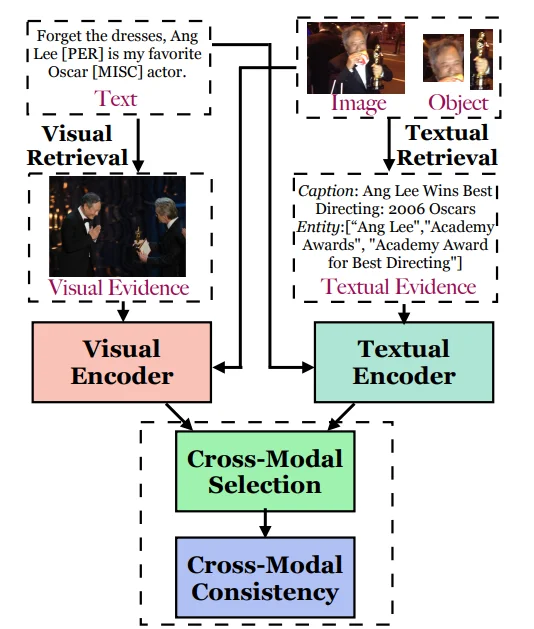 Forget the dresses, Ang
Lee [PER] is my favorite
Oscar [MISC] actor.
Text
Image
Object
Visual
Retrieval
Textual
Retrieval
Visual Evidence
Caption: Ang Lee Wins Best
Directing: 2006 Oscars
Entity:["Ang Lee","Academy
Awards", "Academy Award
for Best Directing"]
Textual Evidence
Visual
Encoder
Textual
Encoder
Cross-Modal
Selection
Cross-Modal
Consistency